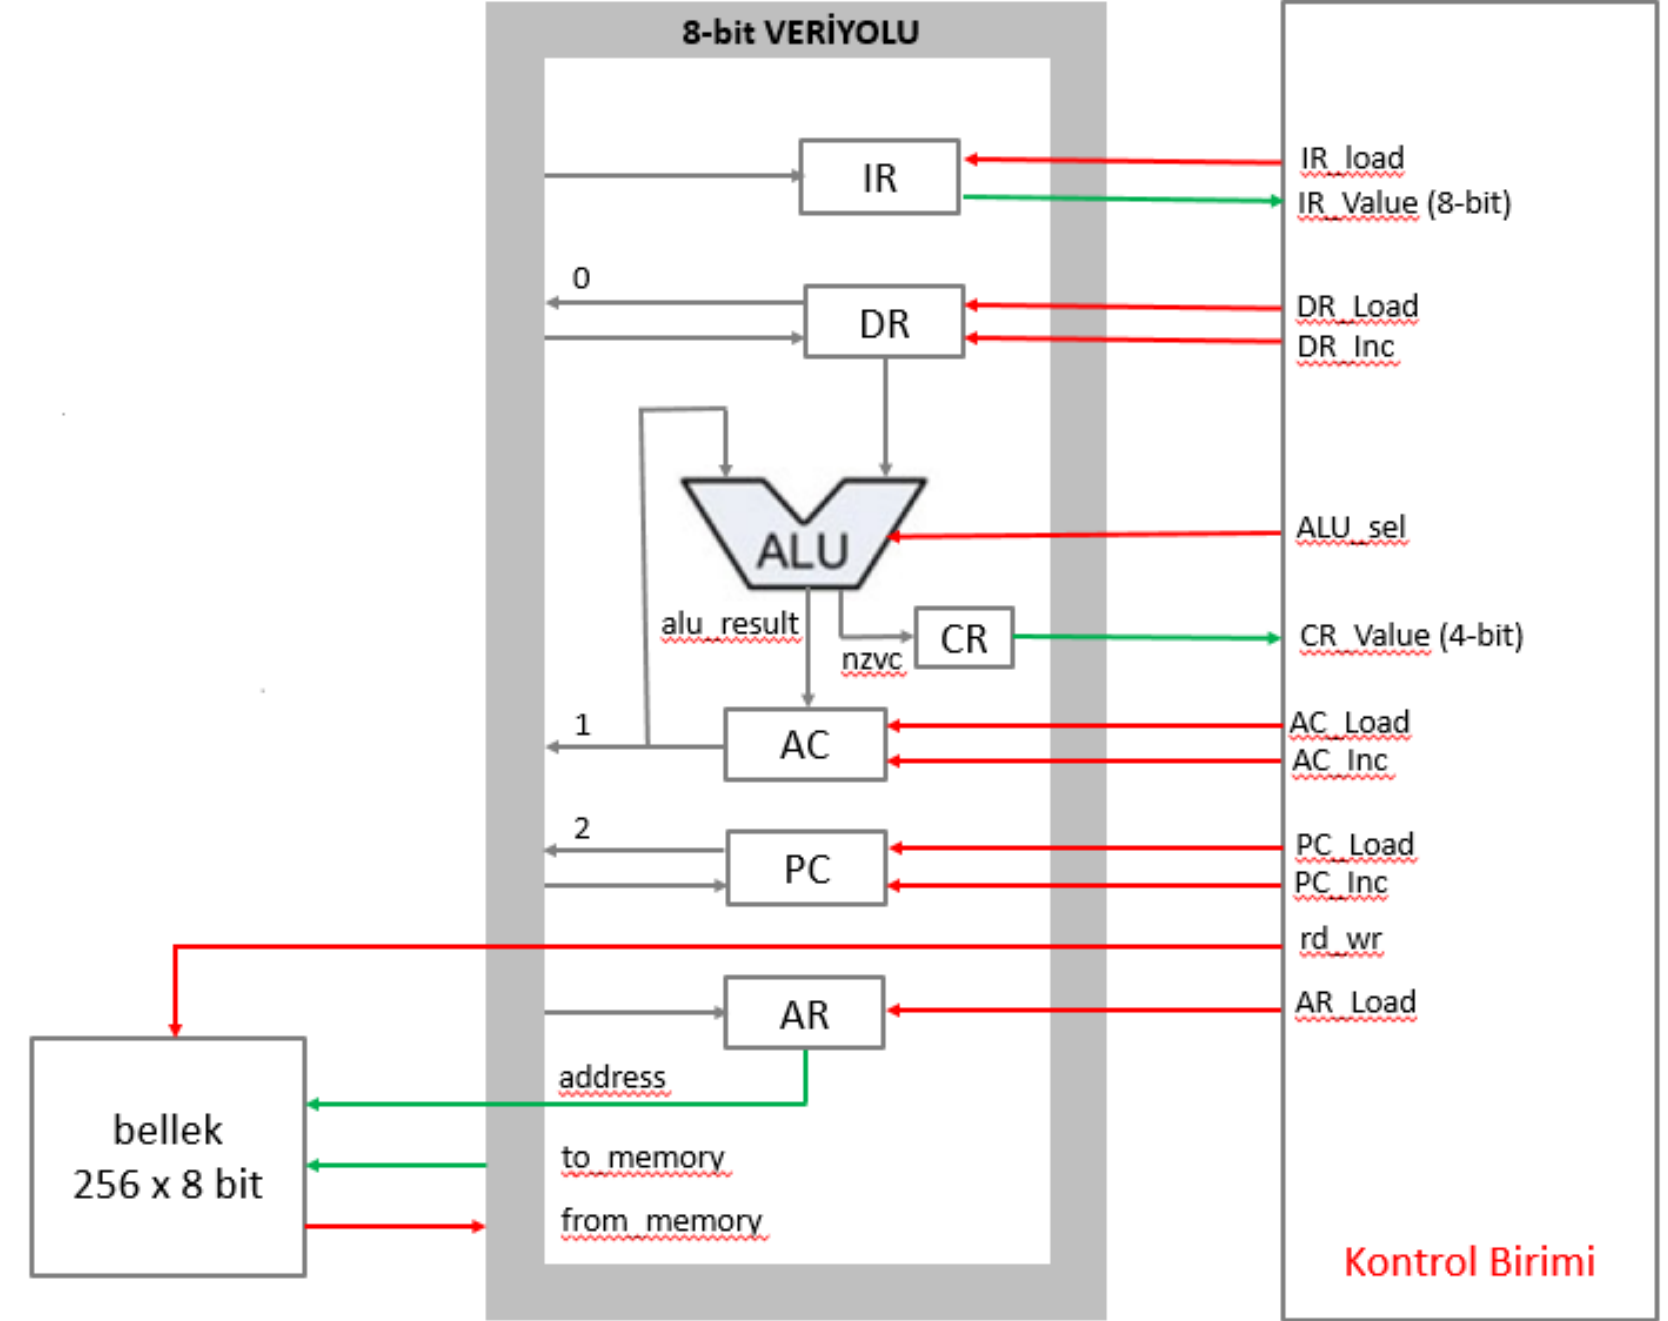 8-bit VERİYOLU
IR
IR_load
IR_Value (8-bit)
0
DR
DR_Load
DR_Inc
ALU
ALU_sel
alu_result
nzvc
CR
CR_Value (4-bit)
1
AC
AC_Load
AC_Inc
2
PC
PC_Load
PC_Inc
rd_wr
AR
AR_Load
address
bellek
256 x 8 bit
to_memory
from_memory
Kontrol Birimi